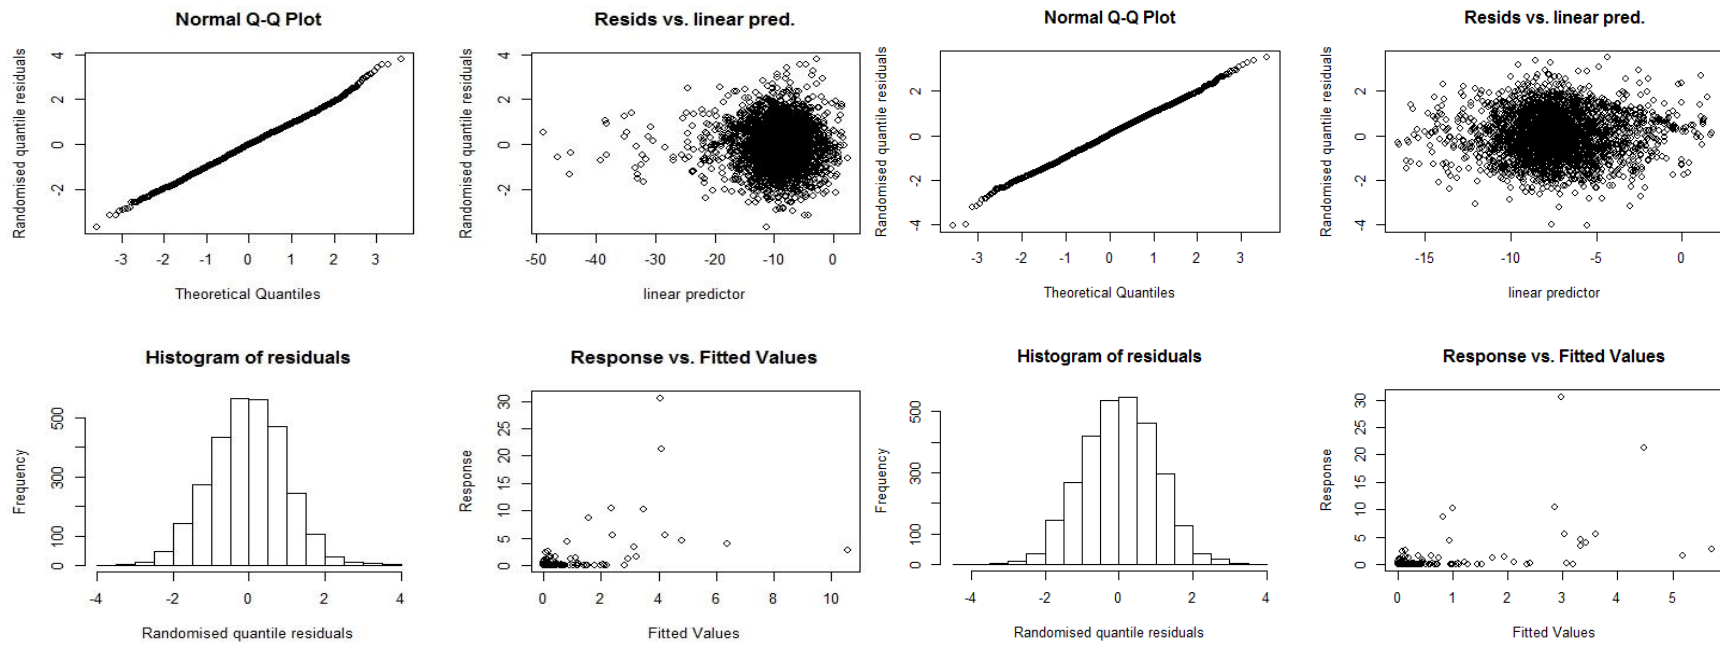 Normal Q-Q Plot
Randomised quantile residuals
4
2
0
-2
-3 -2 -1 0 1 2 3
Theoretical Quantiles
Resids vs. linear pred.
Randomised quantile residuals
4
2
0
-2
-50 -40 -30 -20 -10 0
linear predictor
Normal Q-Q Plot
Randomised quantile residuals
2
0
-2
-4
-3 -2 -1 0 1 2 3
Theoretical Quantiles
Resids vs. linear pred.
Randomised quantile residuals
2
0
-2
-4
-15 -10 -5 0
linear predictor
Histogram of residuals
Frequency
500
300
100
0
-4 -2 0 2 4
Randomised quantile residuals
Response vs. Fitted Values
Response
30
25
20
15
10
5
0
0 2 4 6 8 10
Fitted Values
Histogram of residuals
Frequency
500
300
100
0
-4 -2 0 2 4
Randomised quantile residuals
Response vs. Fitted Values
Response
30
25
20
15
10
5
0
0 1 2 3 4 5
Fitted Values